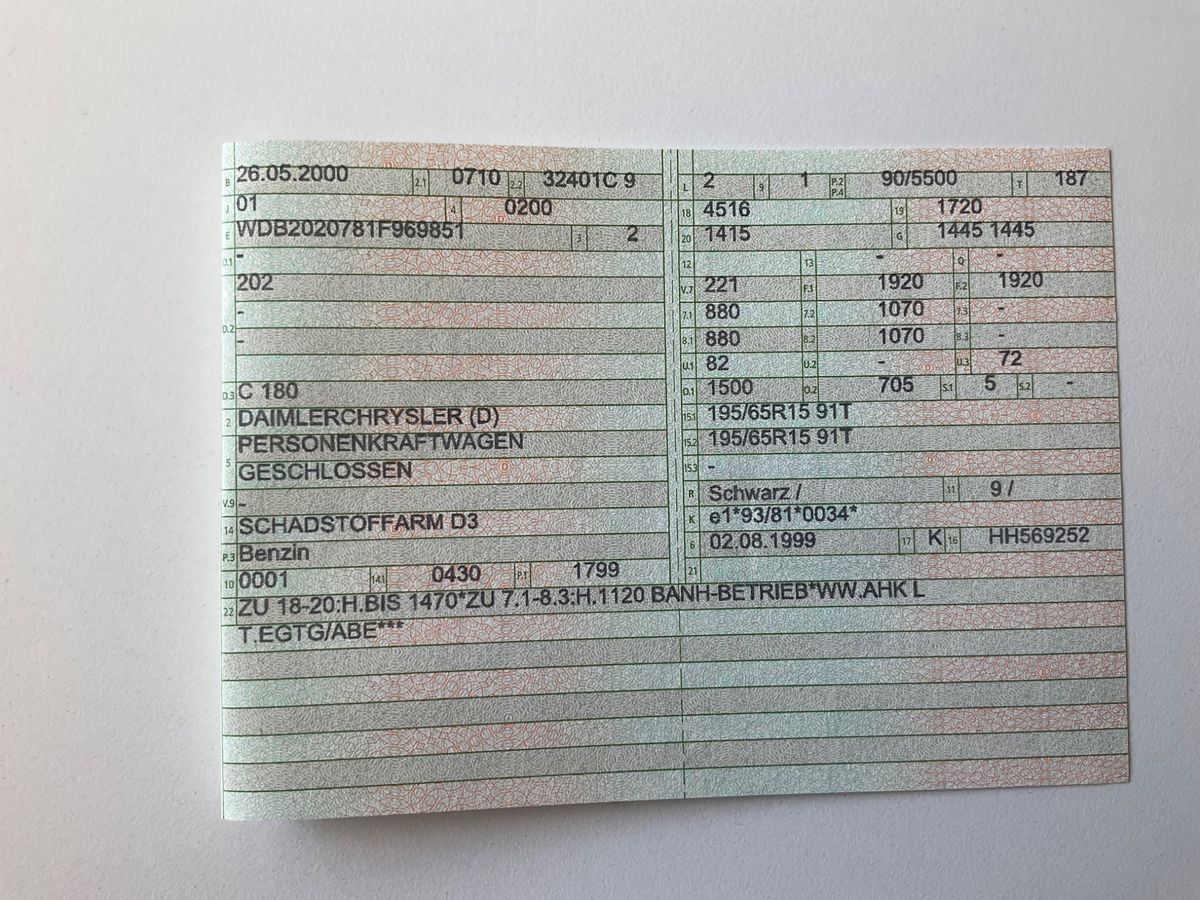 B 26.05.2000 2.1 0710 2.2 32401C 9
J 01 4 0200
E WDB2020781F969851 3 2
D.1 -
202
D.2 -
-
D.3 C 180
2 DAIMLERCHRYSLER (D)
5 PERSONENKRAFTWAGEN
GESCHLOSSEN
V.9 -
14 SCHADSTOFFARM D3
P.3 Benzin
10 0001 14.1 0430 P.1 1799
L 2 9 1 P.2 P.4 90/5500 T 187
18 4516 19 1720
20 1415 G 1445 1445
12 13 - Q -
V.7 221 F.1 1920 F.2 1920
7.1 880 7.2 1070 7.3 -
8.1 880 8.2 1070 8.3 -
U.1 82 U.2 - U.3 72
O.1 1500 O.2 705 S.1 5 S.2 -
15.1 195/65R15 91T
15.2 195/65R15 91T
15.3 -
R Schwarz / 11 9 /
K e1*93/81*0034*
6 02.08.1999 17 K 16 HH569252
21
22 ZU 18-20:H.BIS 1470*ZU 7.1-8.3:H.1120 BANH-BETRIEB*WW.AHK L
T.EGTG/ABE***